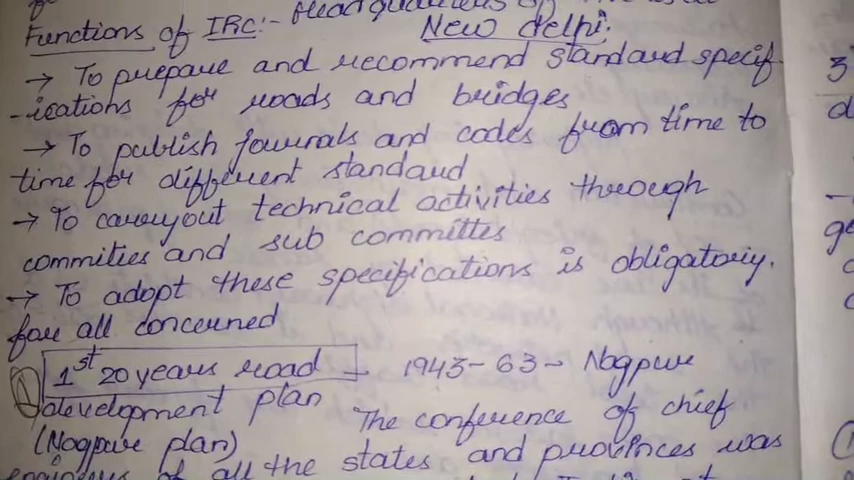 Headquarters
Functions of IRC:-
New delhi.
→ To prepare and recommend standard specif
-ications for roads and bridges
→ To publish journals and codes from time to
time for different standard
→ To carryout technical activities through
commities and sub committes
→ To adopt these specifications is obligatory.
for all concerned
① 1st 20 years road – 1943-63- Nagpur
development plan
(Nagpur plan) The conference of chief
engineers of all the states and provinces was
3
d